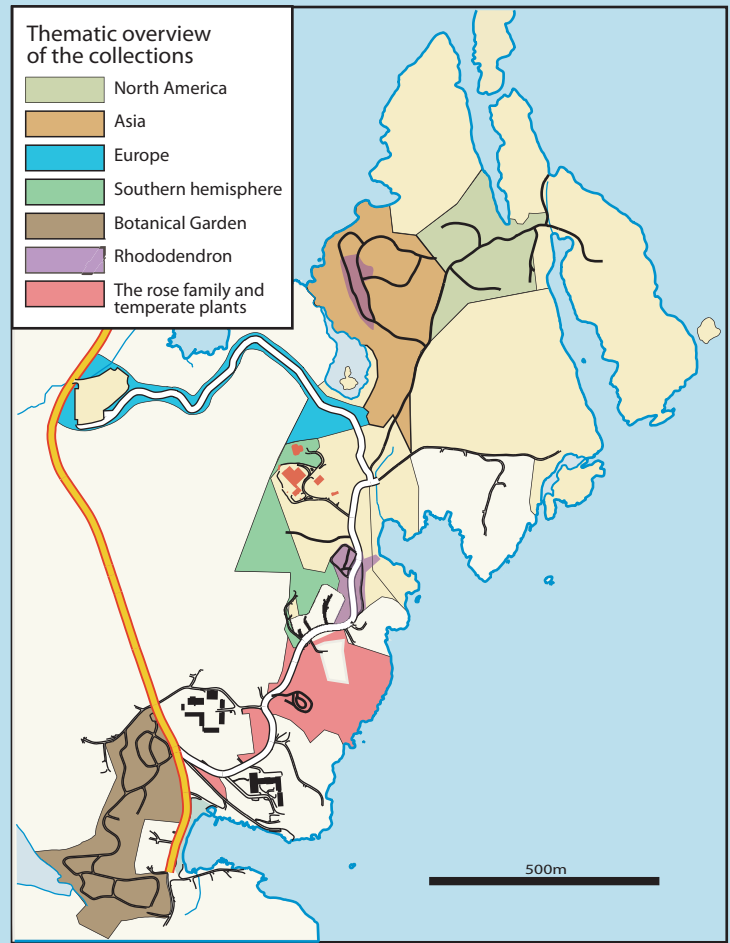 Thematic overview
of the collections
North America
Asia
Europe
Southern hemisphere
Botanical Garden
Rhododendron
The rose family and
temperate plants
500m